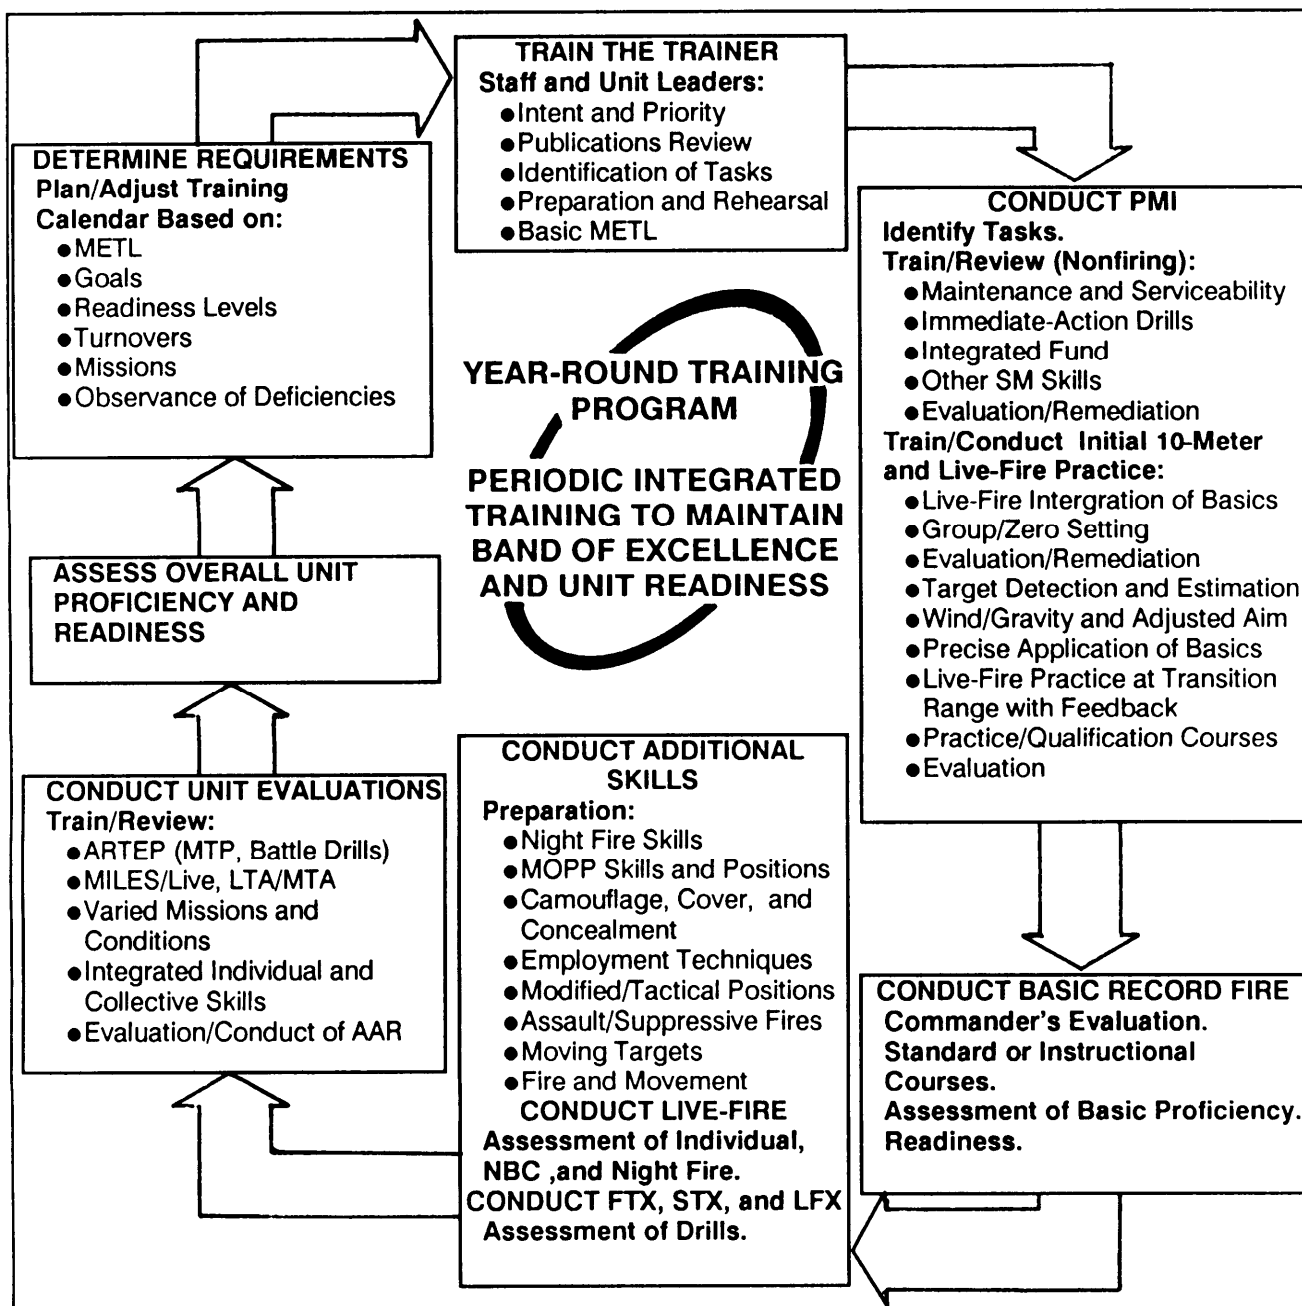 TRAIN THE TRAINER
Staff and Unit Leaders:
●Intent and Priority
●Publications Review
●Identification of Tasks
●Preparation and Rehearsal
●Basic METL
DETERMINE REQUIREMENTS
Plan/Adjust Training
Calendar Based on:
●METL
●Goals
●Readiness Levels
●Turnovers
●Missions
●Observance of Deficiencies
CONDUCT PMI
Identify Tasks.
Train/Review (Nonfiring):
●Maintenance and Serviceability
●Immediate-Action Drills
●Integrated Fund
●Other SM Skills
●Evaluation/Remediation
Train/Conduct Initial 10-Meter
and Live-Fire Practice:
●Live-Fire Intergration of Basics
●Group/Zero Setting
●Evaluation/Remediation
●Target Detection and Estimation
●Wind/Gravity and Adjusted Aim
●Precise Application of Basics
●Live-Fire Practice at Transition
Range with Feedback
●Practice/Qualification Courses
●Evaluation
YEAR-ROUND TRAINING
PROGRAM
PERIODIC INTEGRATED
TRAINING TO MAINTAIN
BAND OF EXCELLENCE
AND UNIT READINESS
ASSESS OVERALL UNIT
PROFICIENCY AND
READINESS
CONDUCT UNIT EVALUATIONS
Train/Review:
●ARTEP (MTP, Battle Drills)
●MILES/Live, LTA/MTA
●Varied Missions and
Conditions
●Integrated Individual and
Collective Skills
●Evaluation/Conduct of AAR
CONDUCT ADDITIONAL
SKILLS
Preparation:
●Night Fire Skills
●MOPP Skills and Positions
●Camouflage, Cover, and
Concealment
●Employment Techniques
●Modified/Tactical Positions
●Assault/Suppressive Fires
●Moving Targets
●Fire and Movement
CONDUCT LIVE-FIRE
Assessment of Individual,
NBC ,and Night Fire.
CONDUCT FTX, STX, and LFX
Assessment of Drills.
CONDUCT BASIC RECORD FIRE
Commander's Evaluation.
Standard or Instructional
Courses.
Assessment of Basic Proficiency.
Readiness.